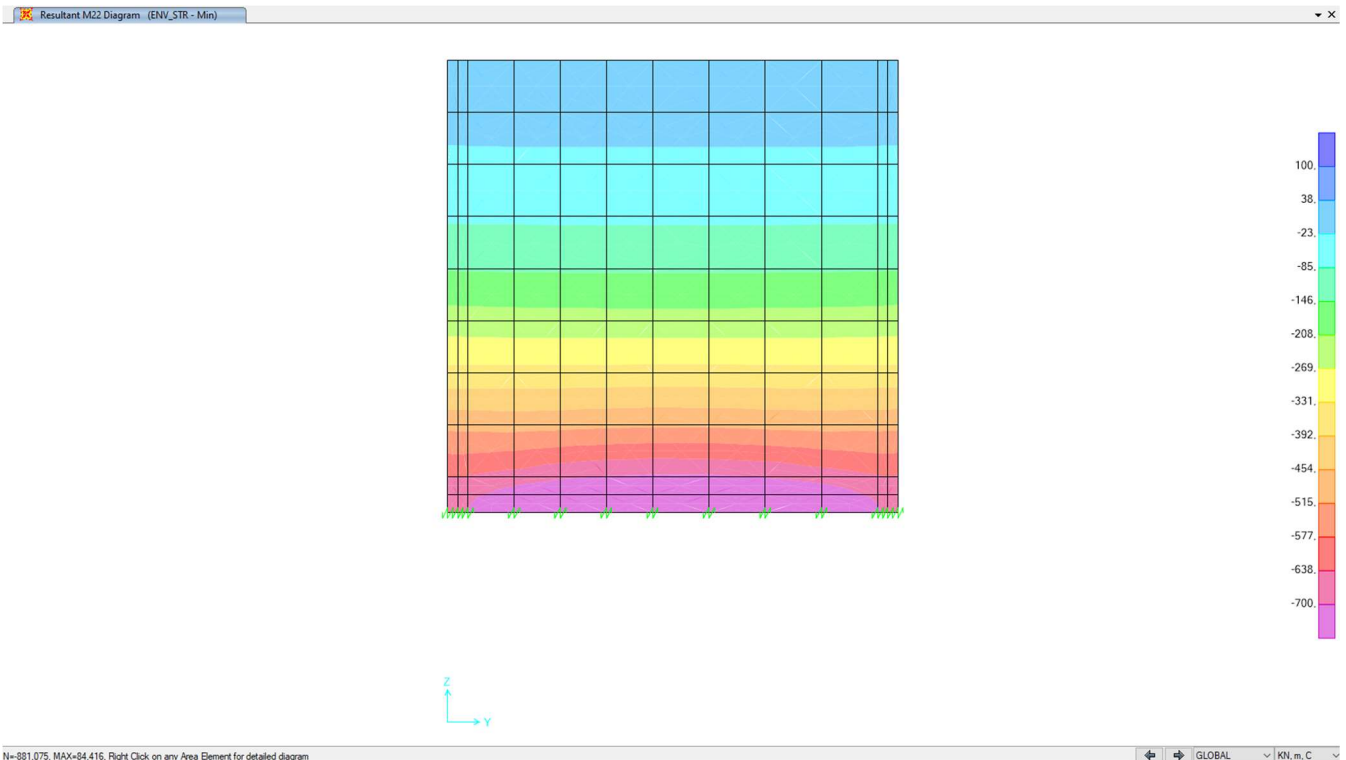 Resultant M22 Diagram (ENV_STR - Min)
100.
38.
-23.
-85.
-146.
-208.
-269.
-331.
-392.
-454.
-515.
-577.
-638.
-700.
Z
Y
N=-881.075, MAX=84.416, Right Click on any Area Element for detailed diagram
GLOBAL
KN, m, C